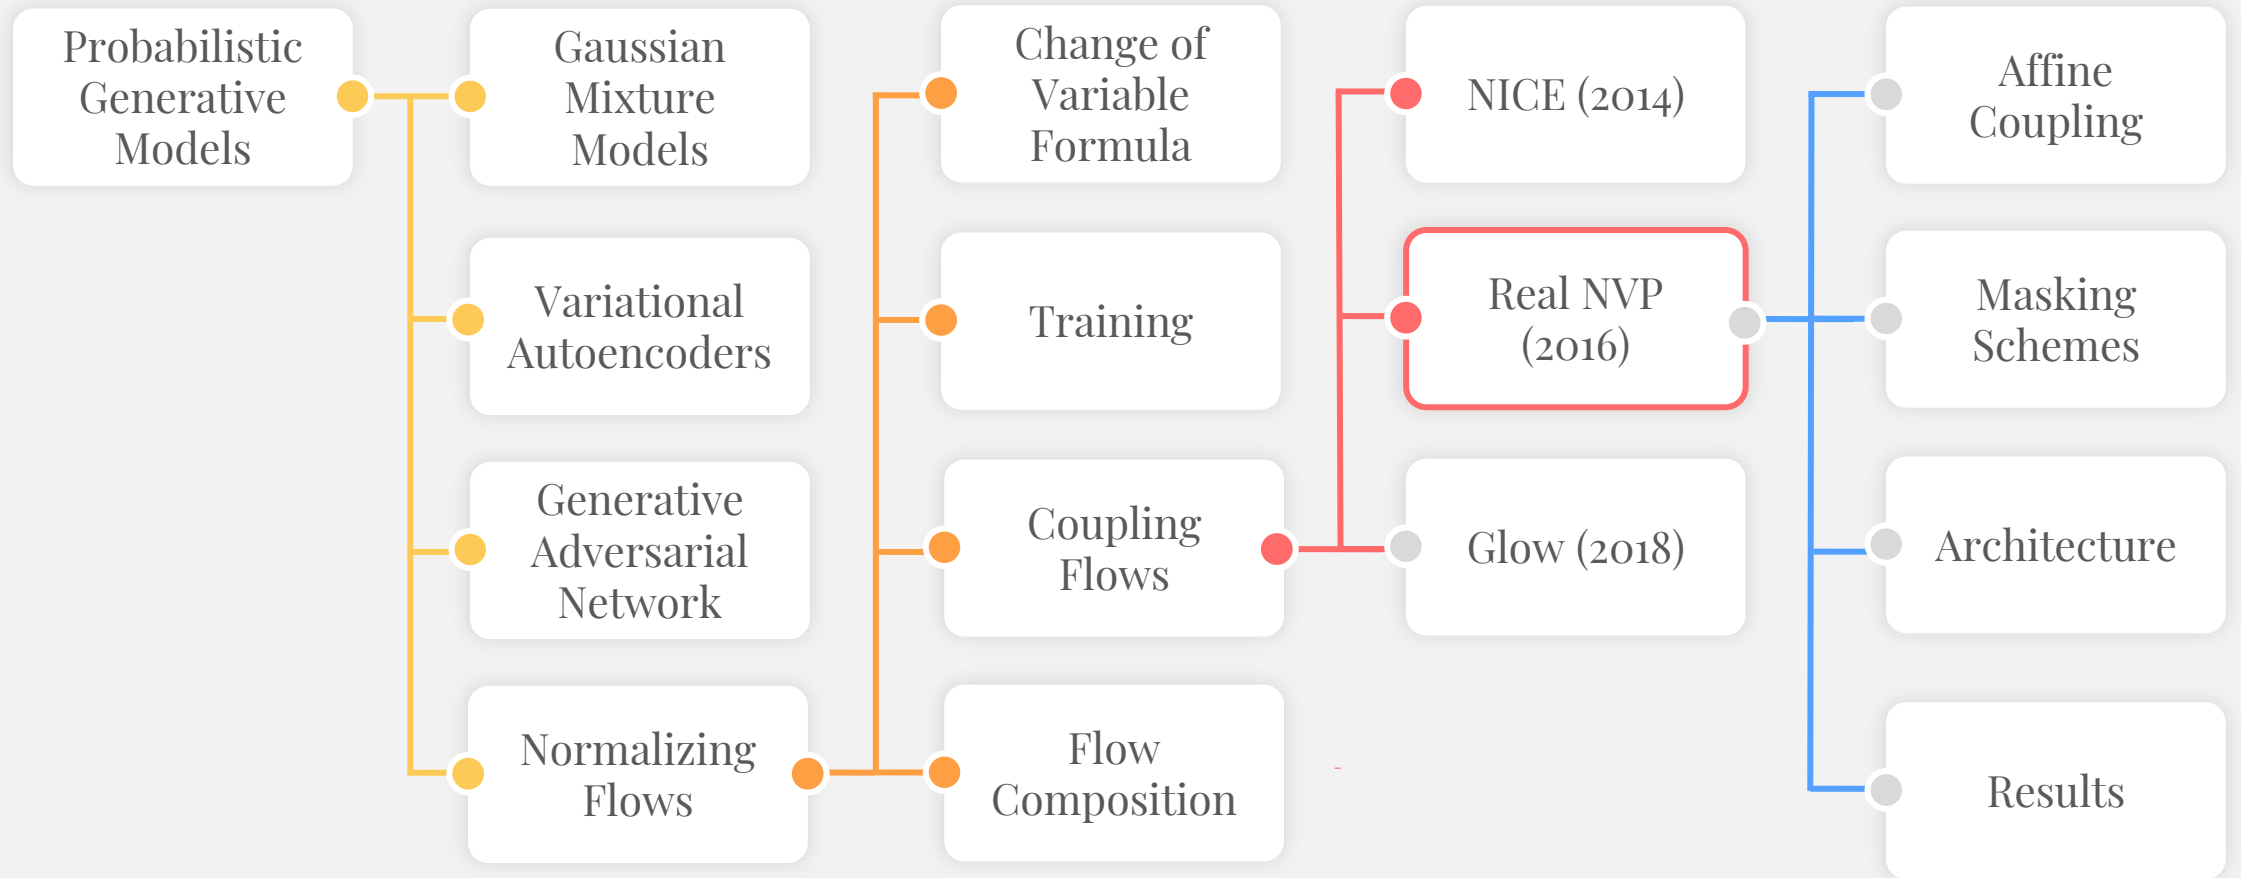 Probabilistic
Generative
Models
Gaussian
Mixture
Models
Variational
Autoencoders
Generative
Adversarial
Network
Normalizing
Flows
Change of
Variable
Formula
Training
Coupling
Flows
Flow
Composition
NICE (2014)
Real NVP
(2016)
Glow (2018)
Affine
Coupling
Masking
Schemes
Architecture
Results